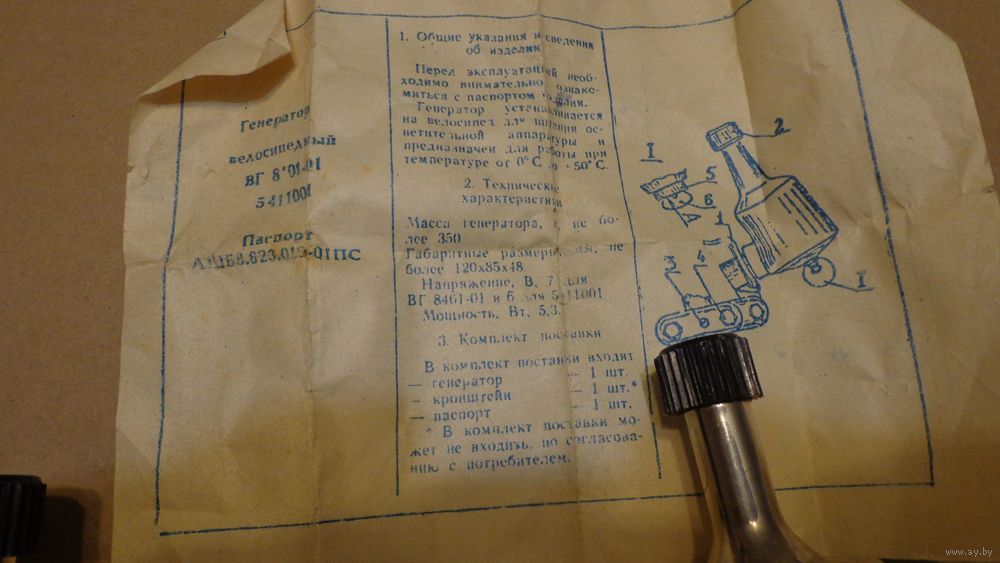 Генератор
велосипедный
ВГ 8401-01
5411001
Паспорт
1. Общие указания и сведения
об изделии
Перед эксплуатацией необ-
ходимо внимательно ознако-
миться с паспортом изделия.
Генератор устанавливается
на велосипед для питания ос-
ветительной аппаратуры и
предназначен для работы при
температуре от 0°С до +50°С.
2. Технические
характеристики
Масса генератора, г, не бо-
лее 350
Габаритные размеры, мм, не
более 120х85х48
Напряжение, В, 7 для
ВГ 8401-01 и 6 для 5411001
Мощность, Вт, 5,3.
3. Комплект поставки
В комплект поставки входят
— генератор — 1 шт.
— кронштейн — 1 шт.*
— паспорт — 1 шт.
* В комплект поставки мо-
жет не входить, по согласова-
нию с потребителем.
2
I
5
6
1
3
I
www.ay.by